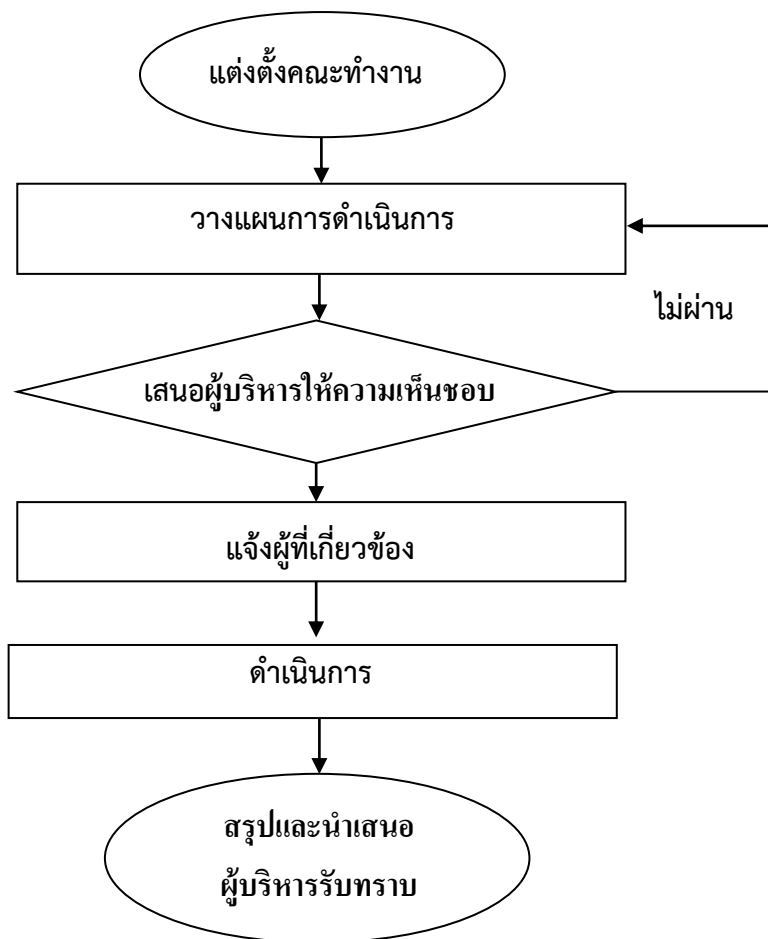 แต่งตั้งคณะทำงาน
วางแผนการดำเนินการ
ไม่ผ่าน
เสนอผู้บริหารให้ความเห็นชอบ
แจ้งผู้ที่เกี่ยวข้อง
ดำเนินการ
สรุปและนำเสนอ
ผู้บริหารรับทราบ